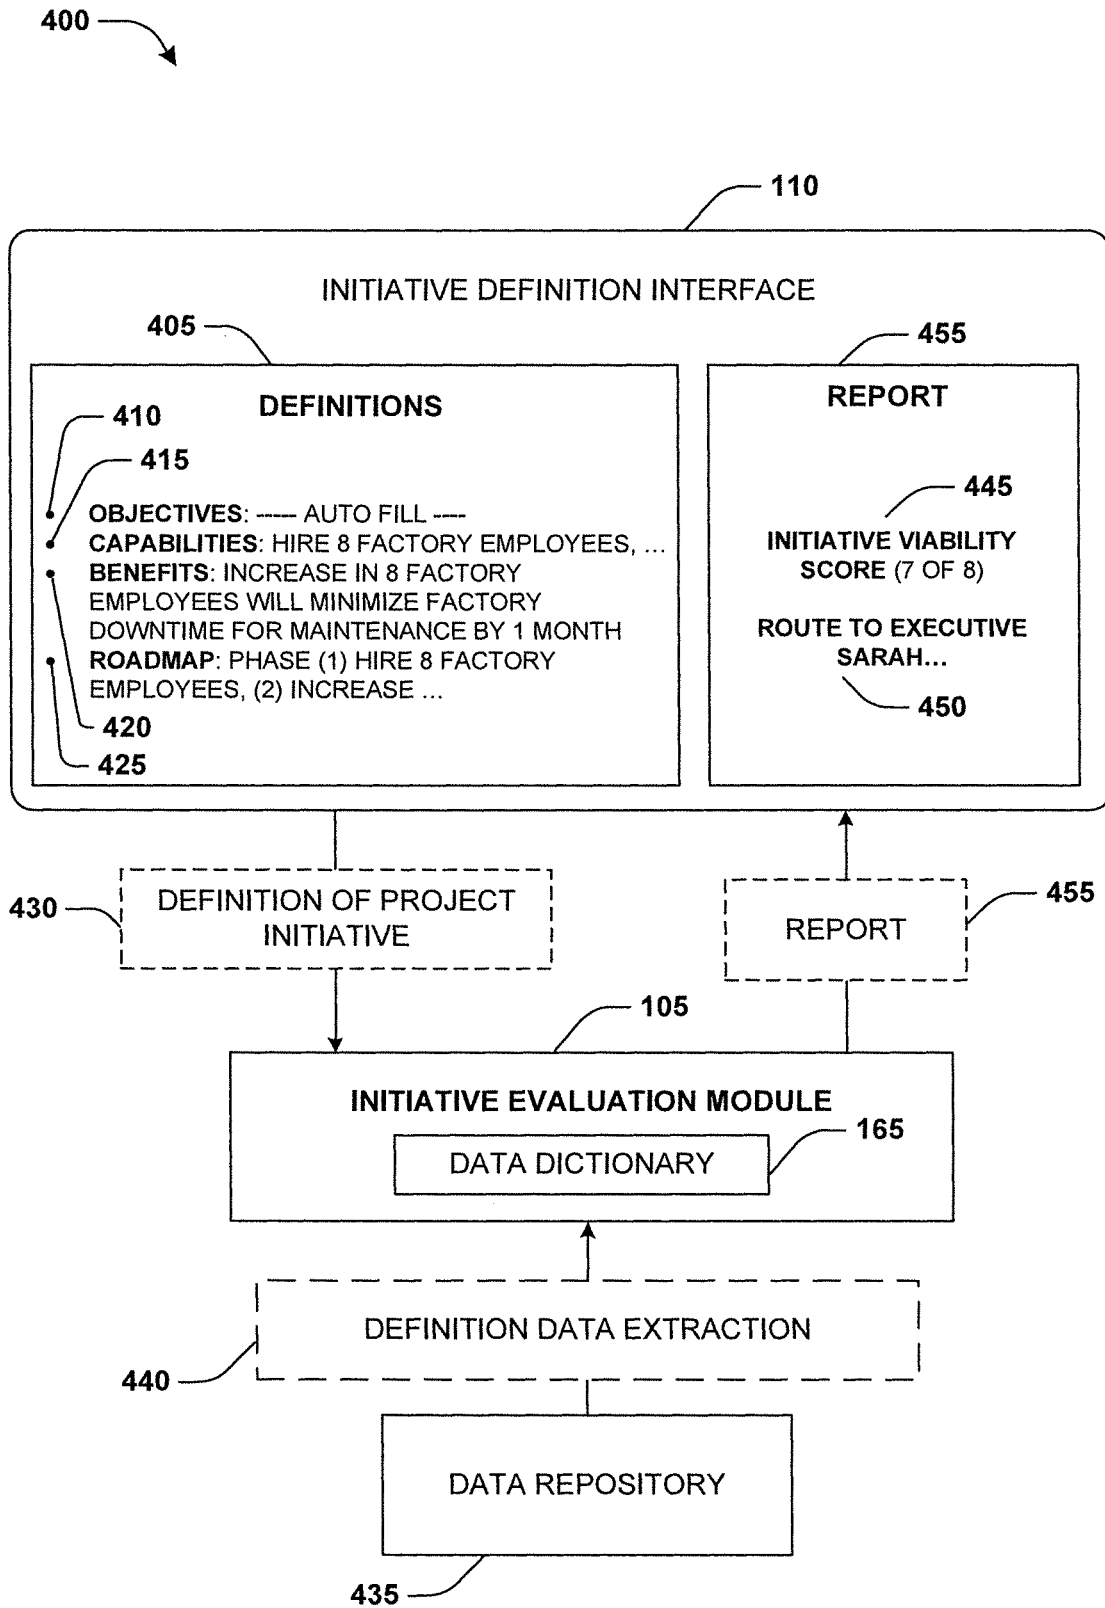 400
110
INITIATIVE DEFINITION INTERFACE
405
455
DEFINITIONS
REPORT
410
415
445
OBJECTIVES: ----- AUTO FILL ----
CAPABILITIES: HIRE 8 FACTORY EMPLOYEES, ...
BENEFITS: INCREASE IN 8 FACTORY
EMPLOYEES WILL MINIMIZE FACTORY
DOWNTIME FOR MAINTENANCE BY 1 MONTH
ROADMAP: PHASE (1) HIRE 8 FACTORY
EMPLOYEES, (2) INCREASE ...
INITIATIVE VIABILITY
SCORE (7 OF 8)
ROUTE TO EXECUTIVE
SARAH...
420
425
450
430
DEFINITION OF PROJECT
INITIATIVE
REPORT
455
105
INITIATIVE EVALUATION MODULE
165
DATA DICTIONARY
DEFINITION DATA EXTRACTION
440
DATA REPOSITORY
435